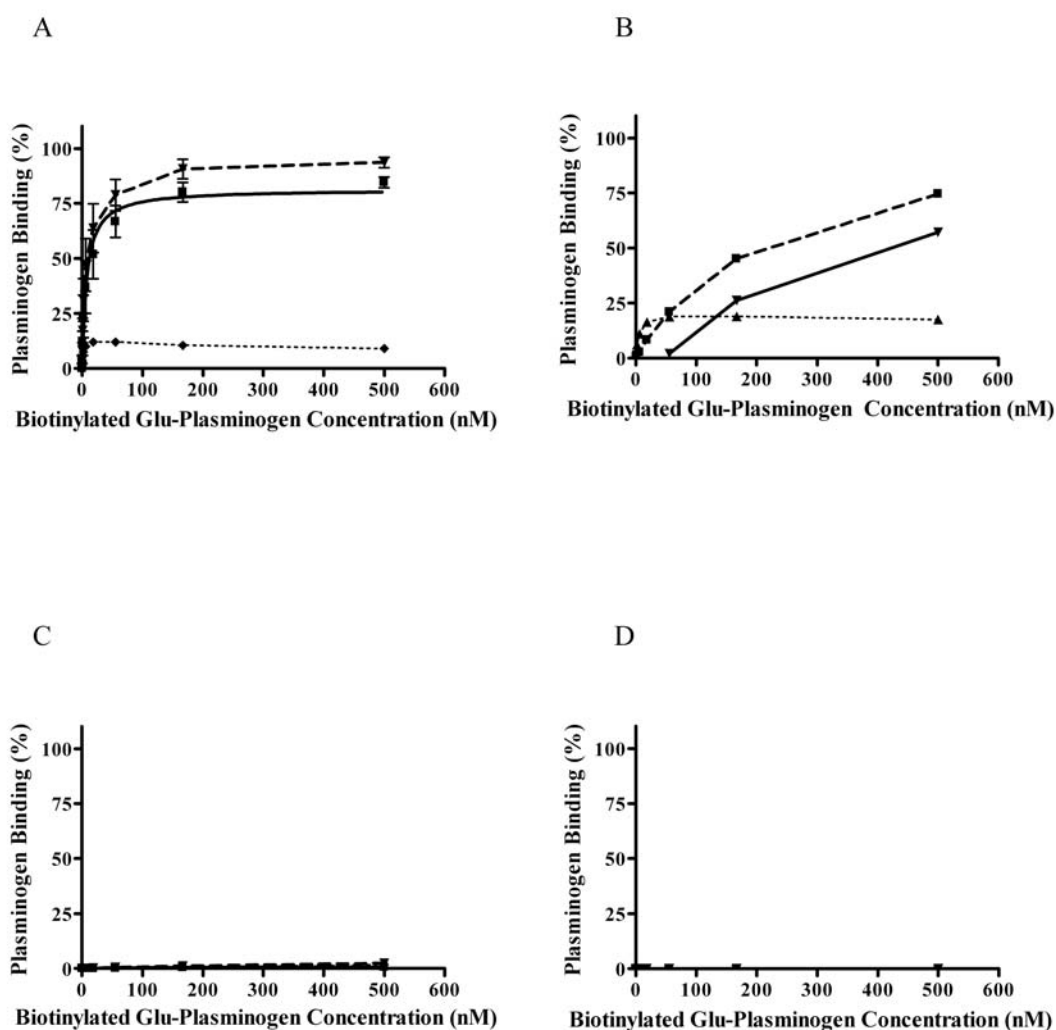 A
B
Plasminogen Binding (%)
100
75
50
25
0
0 100 200 300 400 500 600
Biotinylated Glu-Plasminogen Concentration (nM)
Plasminogen Binding (%)
100
75
50
25
0
0 100 200 300 400 500 600
Biotinylated Glu-Plasminogen Concentration (nM)
C
D
Plasminogen Binding (%)
100
75
50
25
0
0 100 200 300 400 500 600
Biotinylated Glu-Plasminogen Concentration (nM)
Plasminogen Binding (%)
100
75
50
25
0
0 100 200 300 400 500 600
Biotinylated Glu-Plasminogen Concentration (nM)